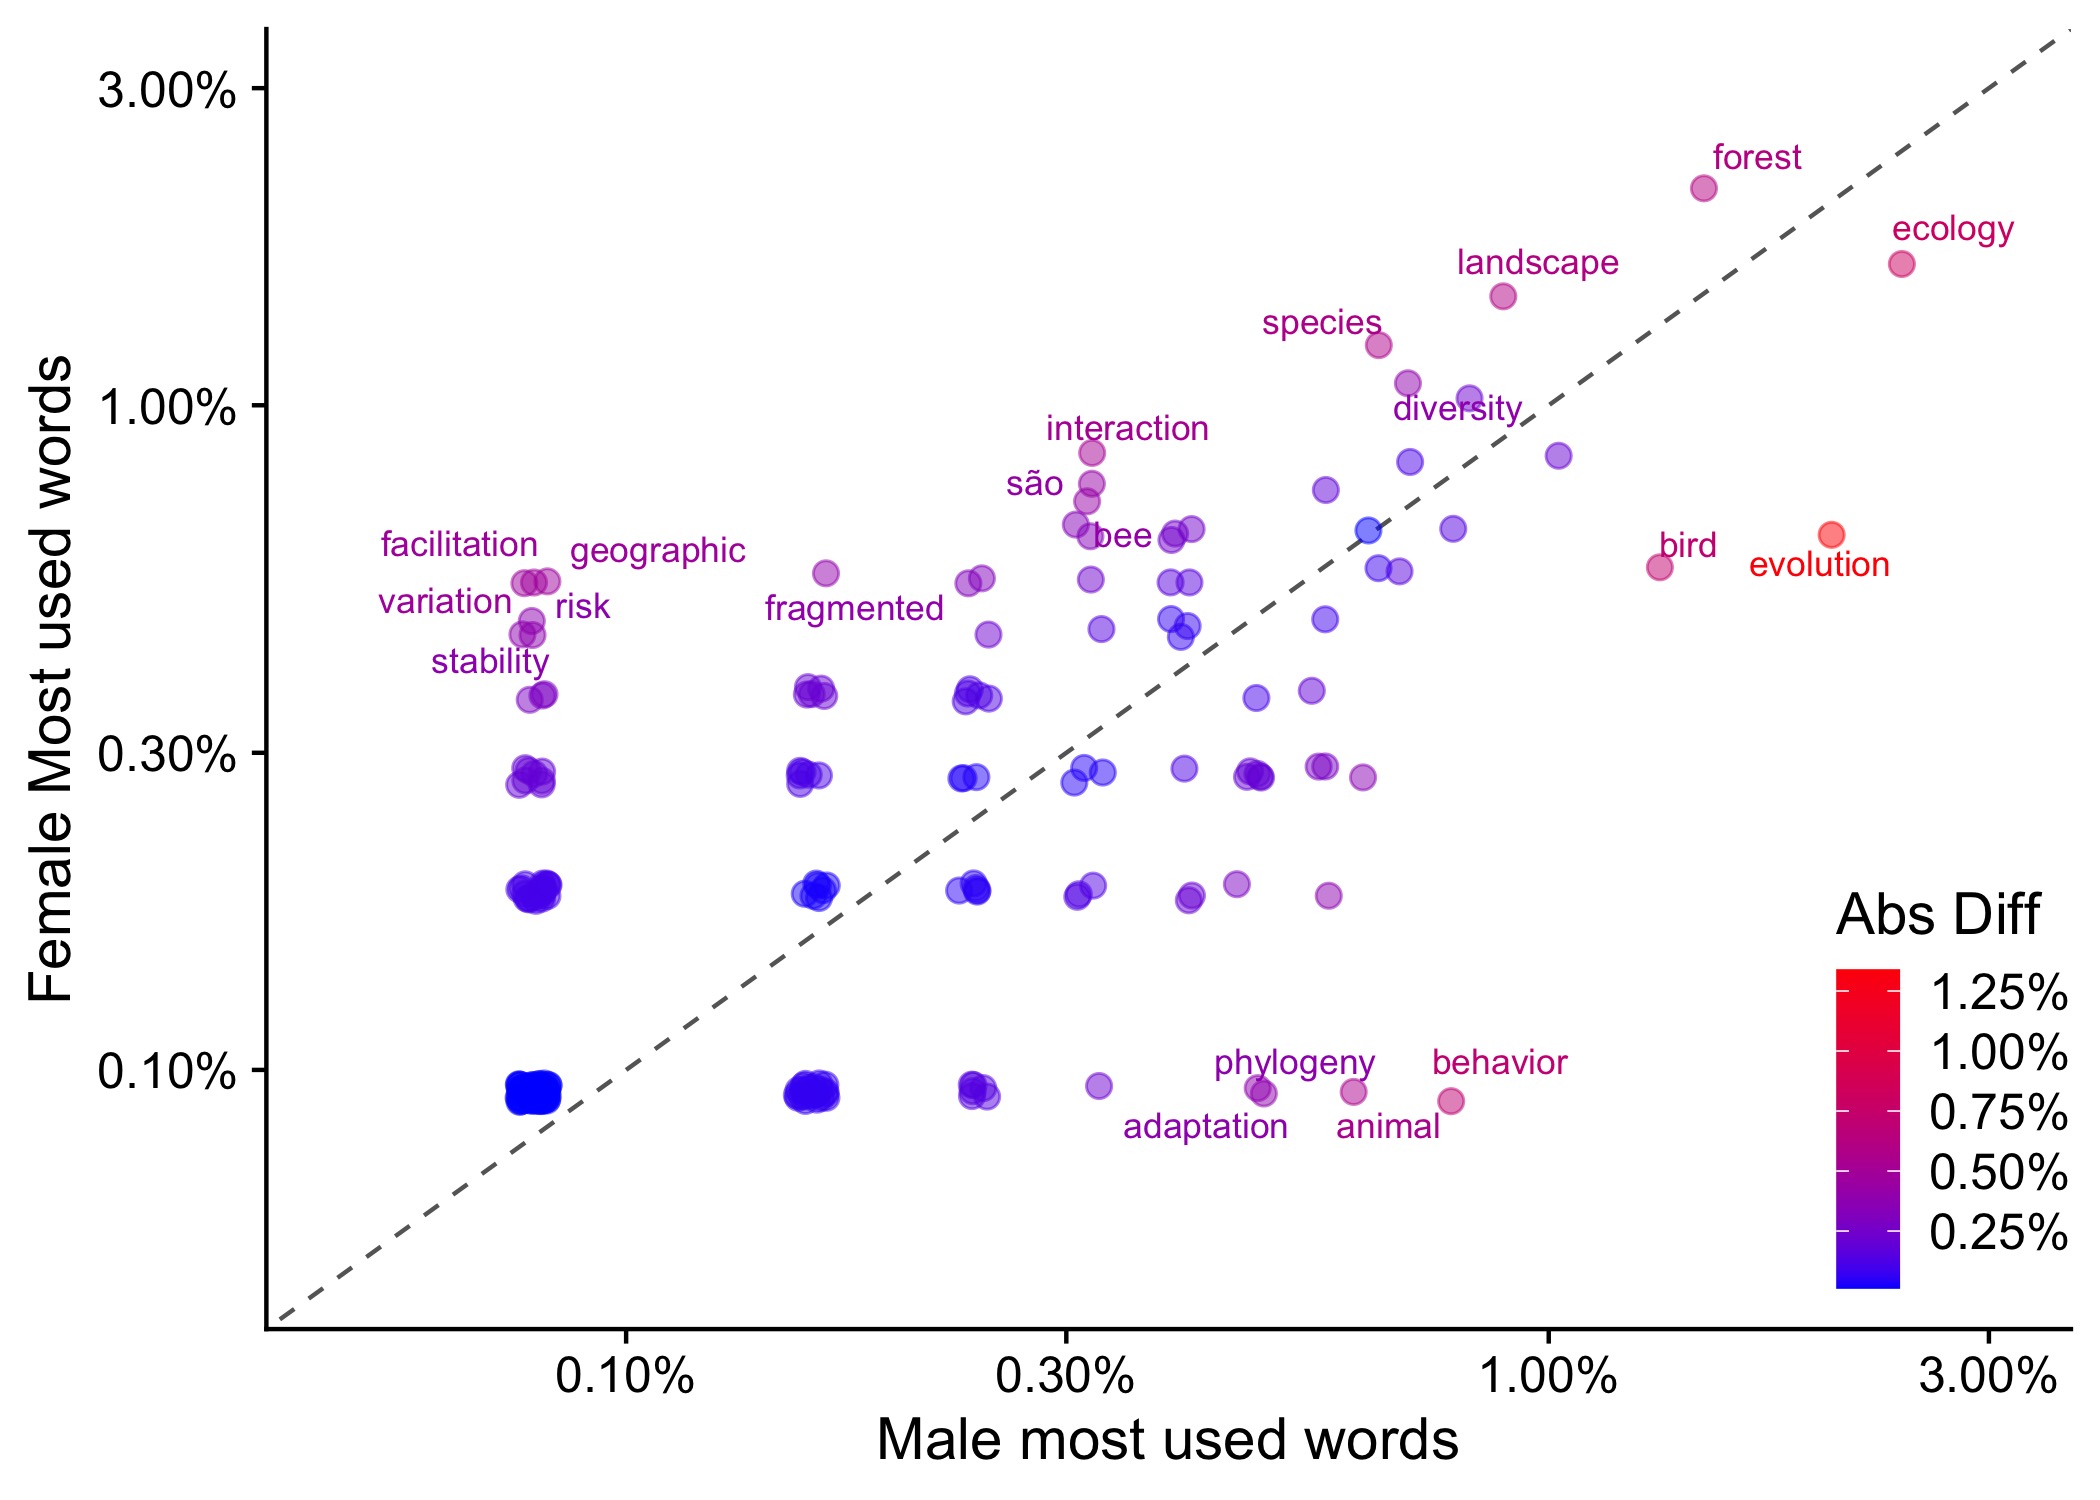 3.00%
1.00%
0.30%
0.10%
Female Most used words
forest
ecology
landscape
species
diversity
interaction
são
bee
facilitation
geographic
bird
evolution
variation
risk
fragmented
stability
phylogeny
behavior
adaptation
animal
Abs Diff
1.25%
1.00%
0.75%
0.50%
0.25%
0.10%
0.30%
1.00%
3.00%
Male most used words